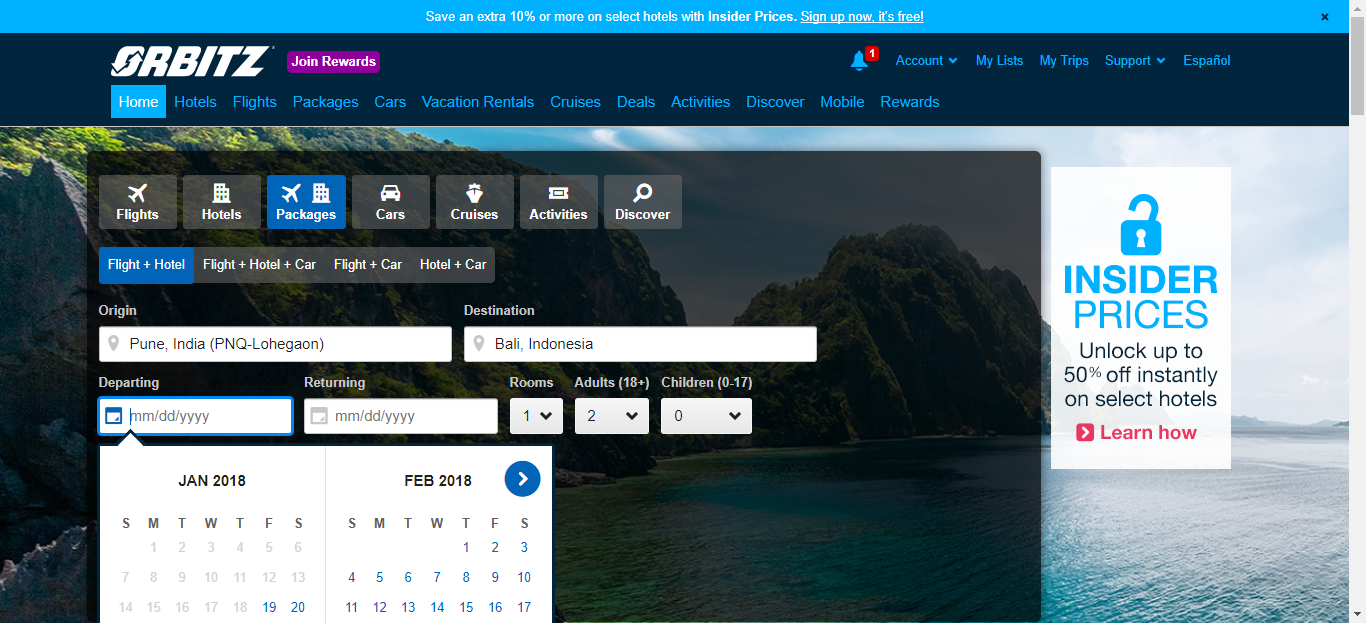 Save an extra 10% or more on select hotels with Insider Prices. Sign up now, it's free!
ORBITZ
Join Rewards
1
Account
My Lists
My Trips
Support
Español
Home
Hotels
Flights
Packages
Cars
Vacation Rentals
Cruises
Deals
Activities
Discover
Mobile
Rewards
Flights
Hotels
Packages
Cars
Cruises
Activities
Discover
Flight + Hotel
Flight + Hotel + Car
Flight + Car
Hotel + Car
Origin
Destination
Pune, India (PNQ-Lohegaon)
Bali, Indonesia
Departing
Returning
Rooms
Adults (18+)
Children (0-17)
mm/dd/yyyy
mm/dd/yyyy
1
2
0
JAN 2018
S M T W T F S
1 2 3 4 5 6
7 8 9 10 11 12 13
14 15 16 17 18 19 20
FEB 2018
S M T W T F S
1 2 3
4 5 6 7 8 9 10
11 12 13 14 15 16 17
INSIDER
PRICES
Unlock up to
50% off instantly
on select hotels
Learn how